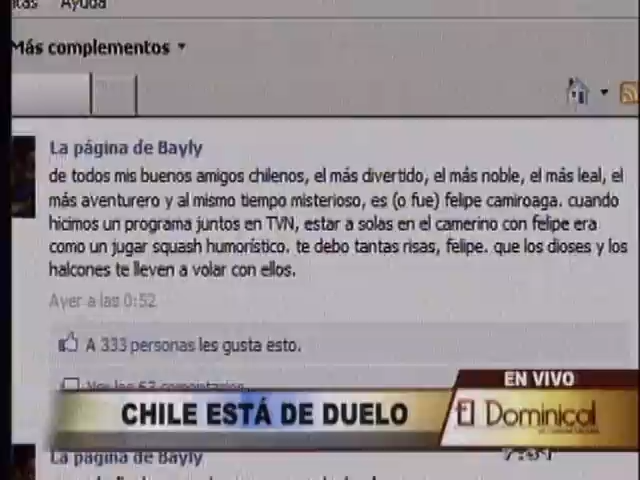 Ayuda
Más complementos
La página de Bayly
de todos mis buenos amigos chilenos, el más divertido, el más noble, el más leal, el
más aventurero y al mismo tiempo misterioso, es (o fue) felipe camiroaga. cuando
hicimos un programa juntos en TVN, estar a solas en el camerino con felipe era
como un jugar squash humorístico. te debo tantas risas, felipe. que los dioses y los
halcones te lleven a volar con ellos.
Ayer a las 0:52
A 333 personas les gusta esto.
EN VIVO
CHILE ESTÁ DE DUELO
El Dominical
La página de Bayly